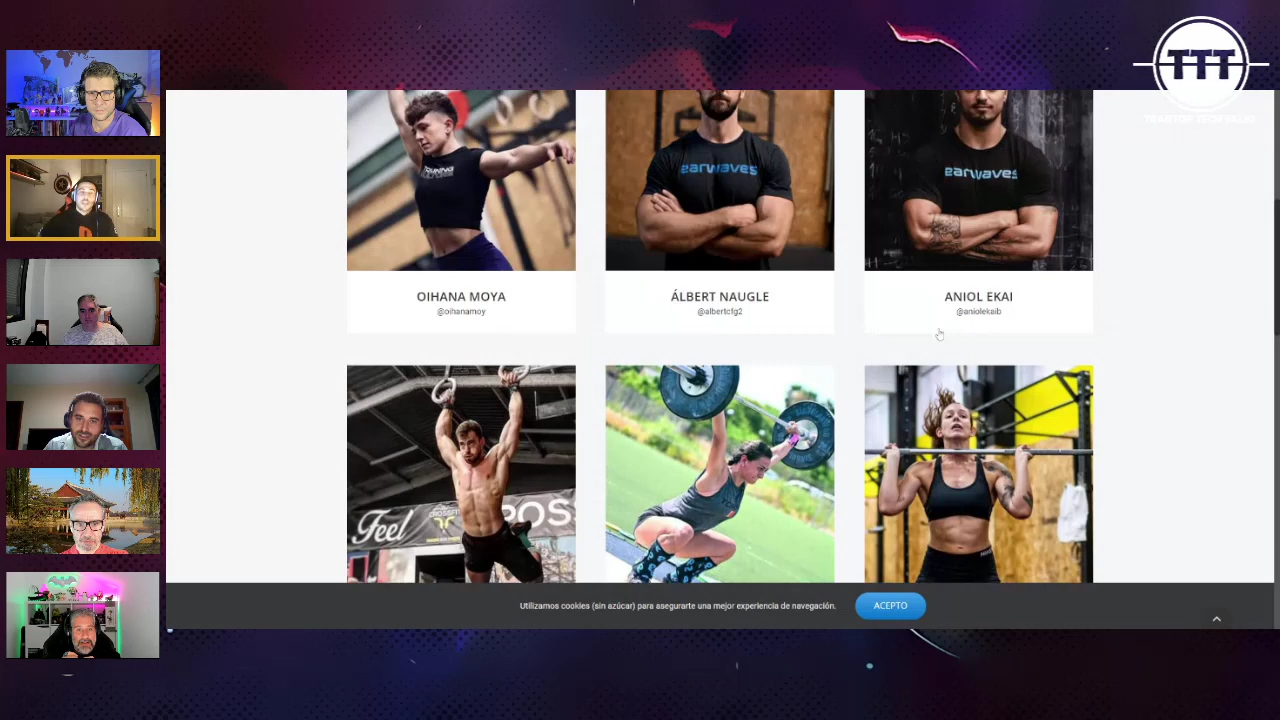 TTT
earwaves
earwaves
OIHANA MOYA
@oihanamoy
ÁLBERT NAUGLE
@albertcfg2
ANIOL EKAI
@aniolekaib
Feel
CROSSFIT
Utilizamos cookies (sin azúcar) para asegurarte una mejor experiencia de navegación.
ACEPTO